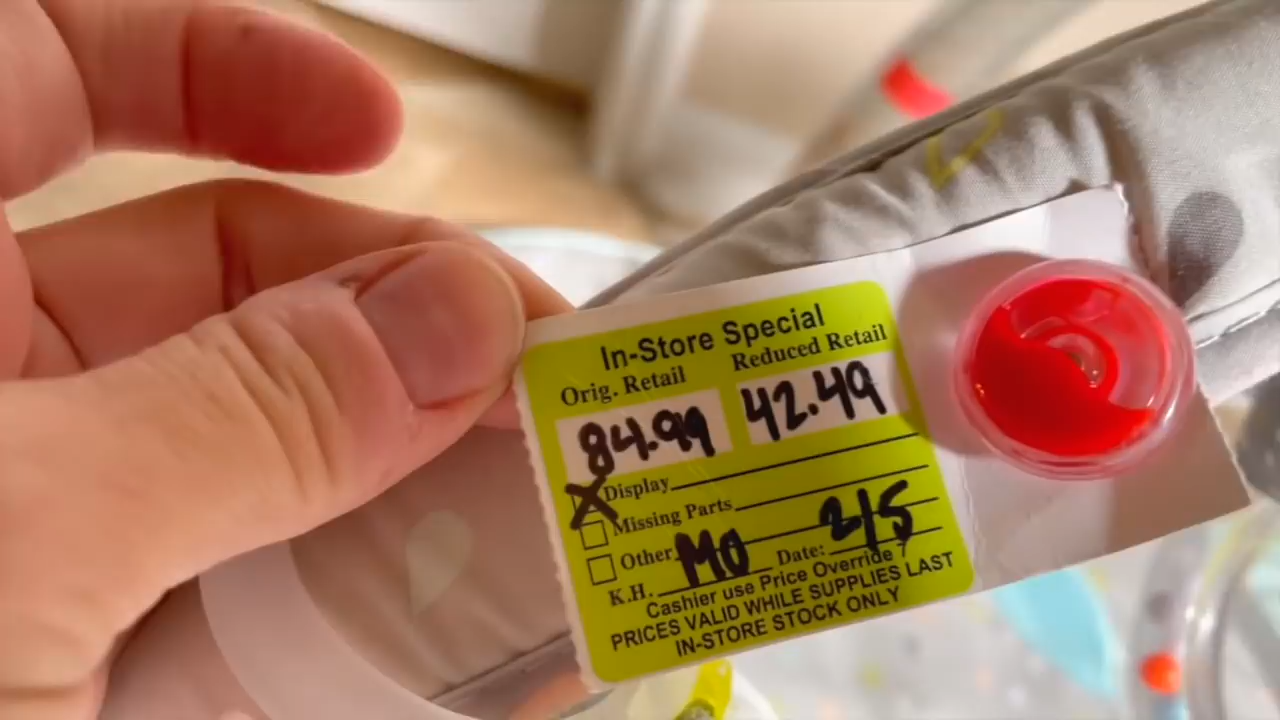 In-Store Special
Orig. Retail Reduced Retail
84.99 42.49
X Display
Missing Parts
Other
K.H. MO Date: 2/5
Cashier use Price Override 7
PRICES VALID WHILE SUPPLIES LAST
IN-STORE STOCK ONLY